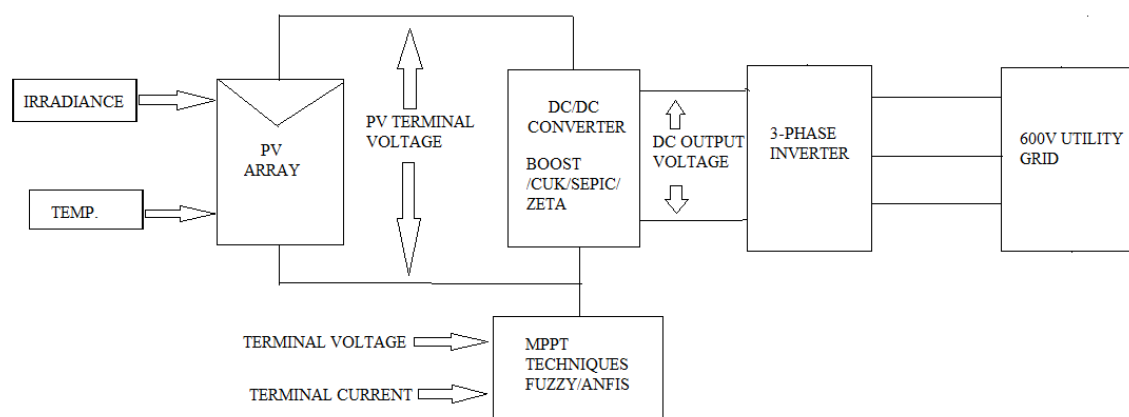 IRRADIANCE
TEMP.
PV
ARRAY
PV TERMINAL
VOLTAGE
DC/DC
CONVERTER
BOOST
/CUK/SEPIC/
ZETA
DC OUTPUT
VOLTAGE
3-PHASE
INVERTER
600V UTILITY
GRID
TERMINAL VOLTAGE
TERMINAL CURRENT
MPPT
TECHNIQUES
FUZZY/ANFIS